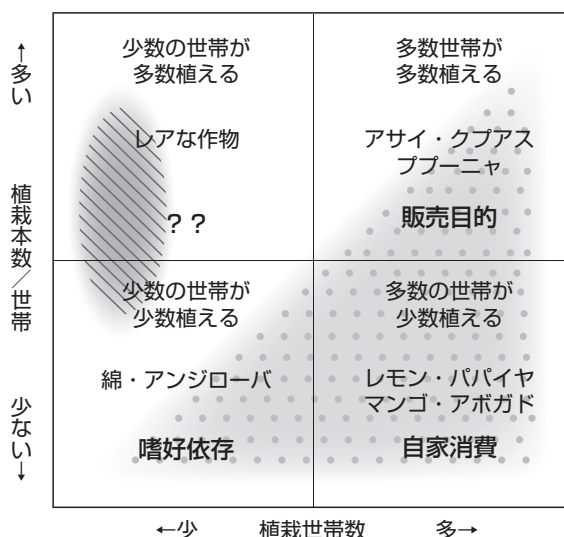 ↑多い
植栽本数／世帯
少ない↓
少数の世帯が
多数植える
レアな作物
？？
多数世帯が
多数植える
アサイ・クプアス
ププーニャ
販売目的
少数の世帯が
少数植える
綿・アンジローバ
嗜好依存
多数の世帯が
少数植える
レモン・パパイヤ
マンゴ・アボガド
自家消費
←少 植栽世帯数 多→